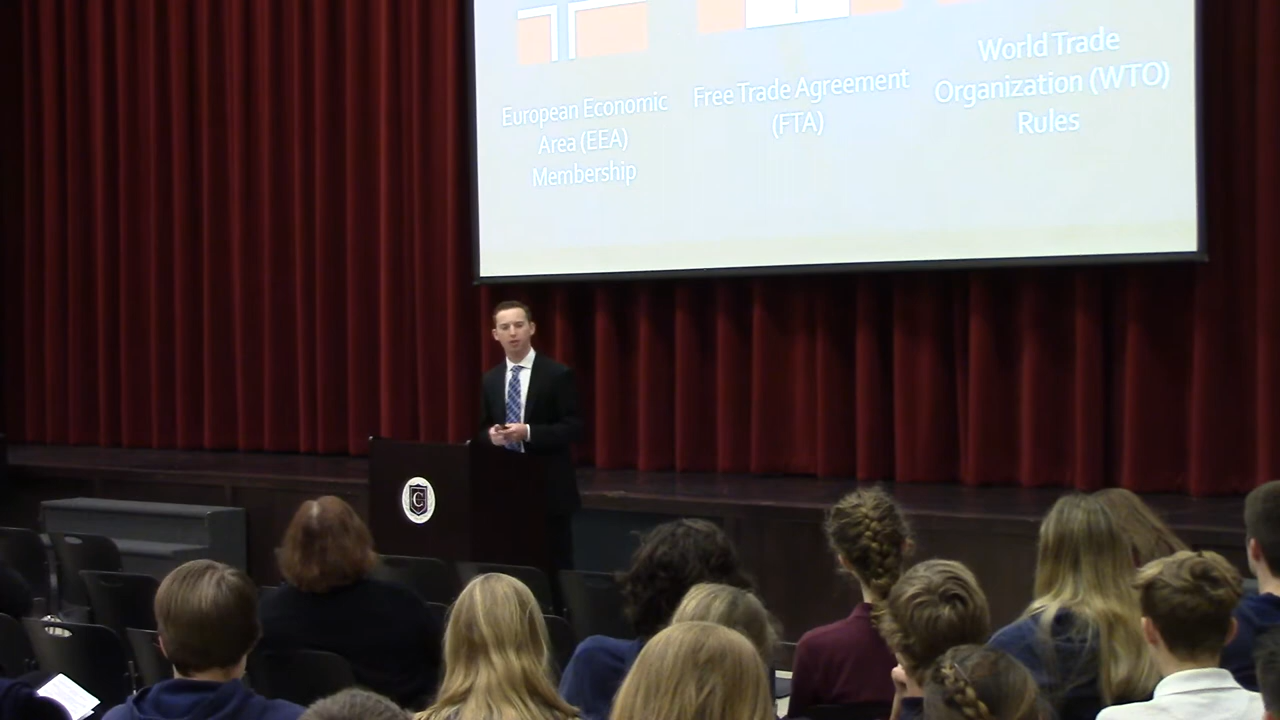 European Economic
Area (EEA)
Membership
Free Trade Agreement
(FTA)
World Trade
Organization (WTO)
Rules
C